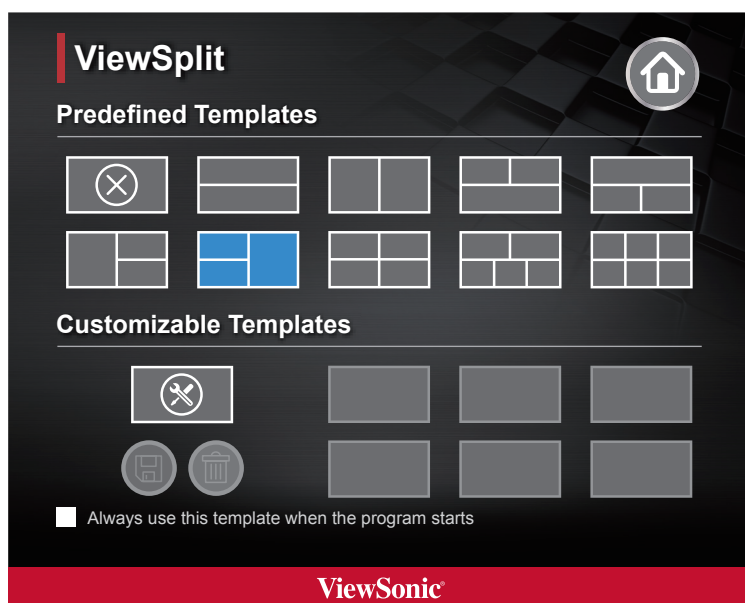 ViewSplit
Predefined Templates
Customizable Templates
Always use this template when the program starts
ViewSonic®